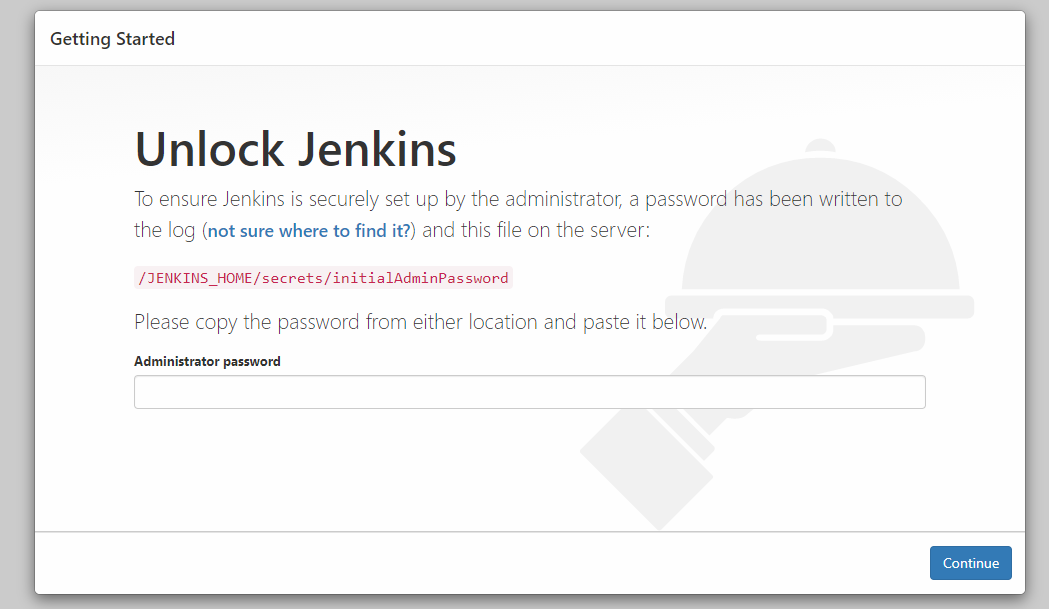 Getting Started
Unlock Jenkins
To ensure Jenkins is securely set up by the administrator, a password has been written to
the log (not sure where to find it?) and this file on the server:
/JENKINS_HOME/secrets/initialAdminPassword
Please copy the password from either location and paste it below.
Administrator password
Continue